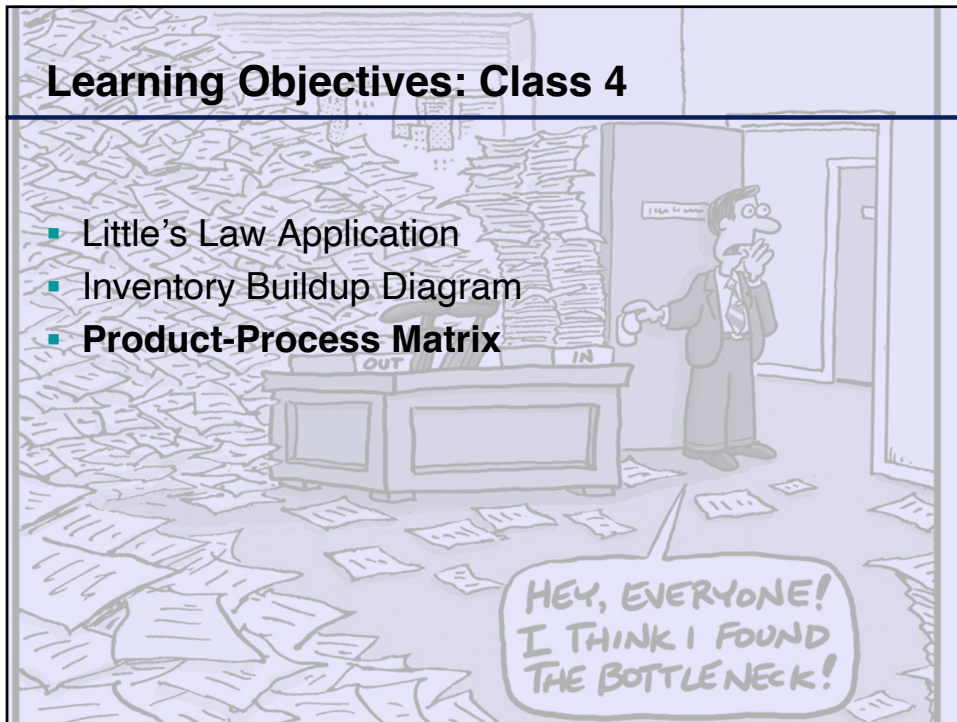 Learning Objectives: Class 4
Little's Law Application
Inventory Buildup Diagram
Product-Process Matrix
OUT
IN
HEY, EVERYONE!
I THINK I FOUND
THE BOTTLENECK!